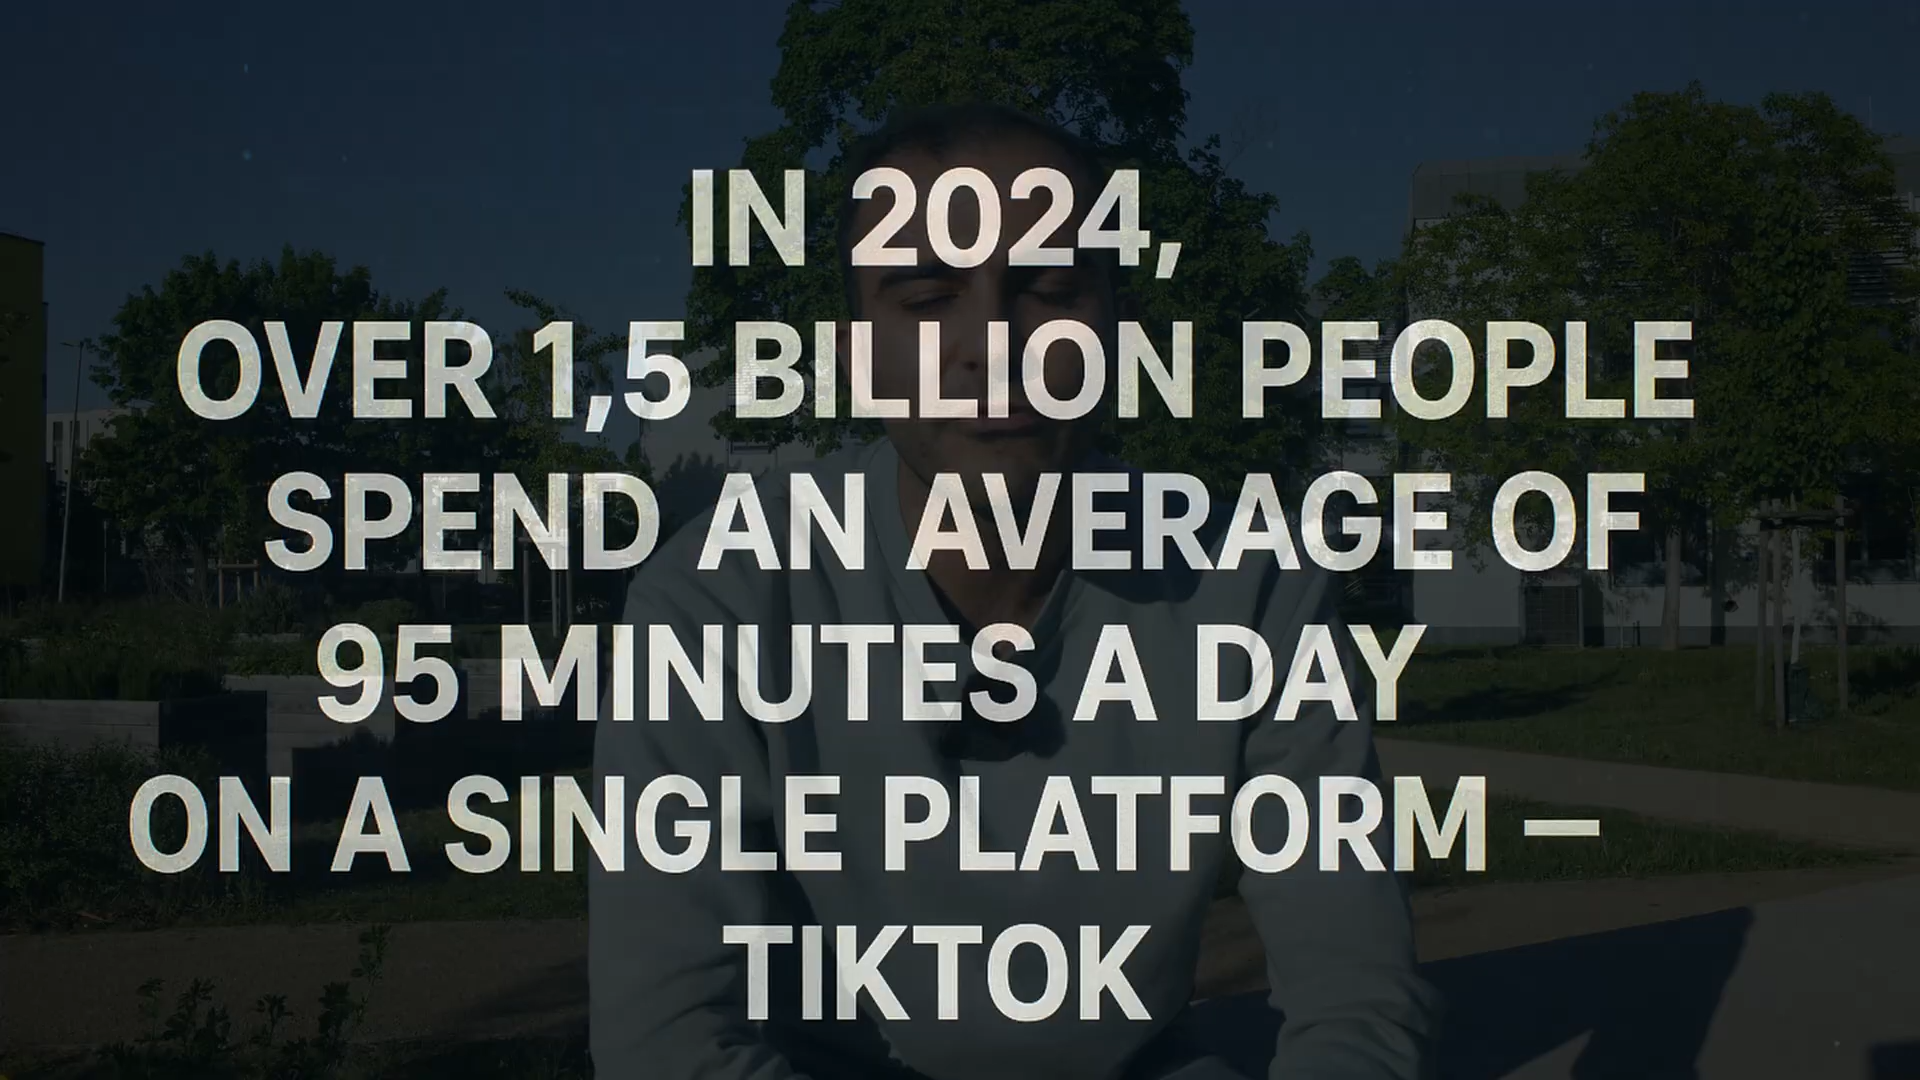 IN 2024,
OVER 1,5 BILLION PEOPLE
SPEND AN AVERAGE OF
95 MINUTES A DAY
ON A SINGLE PLATFORM —
TIKTOK